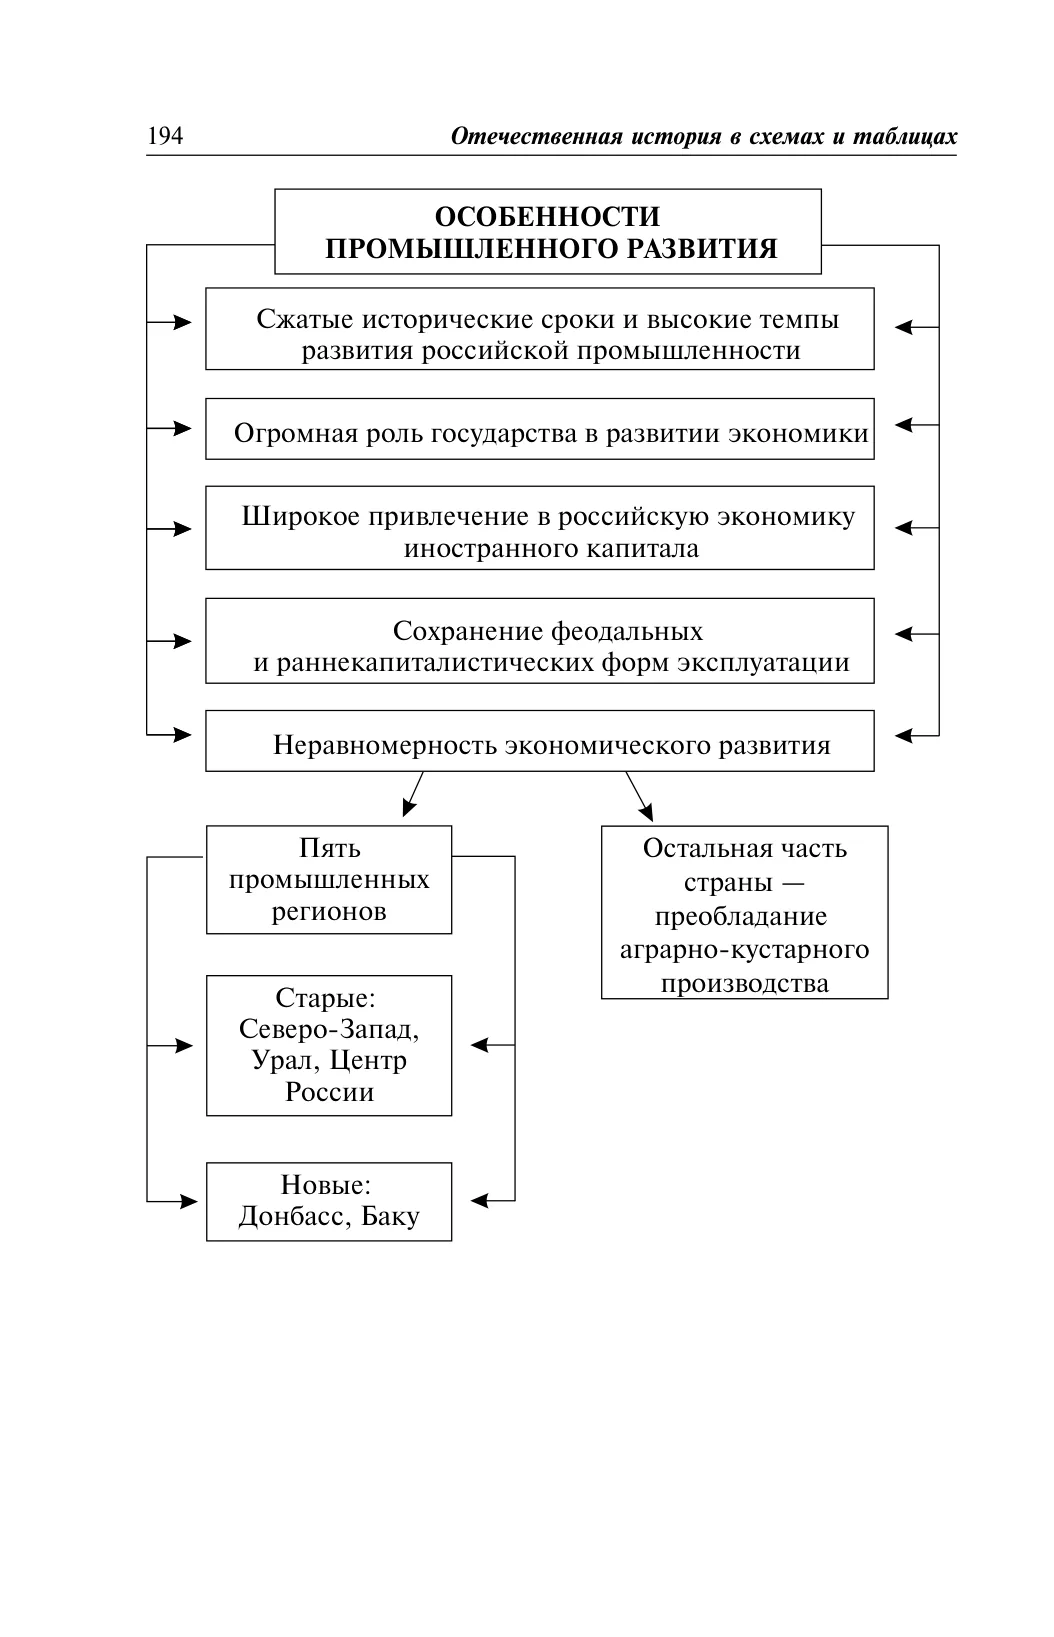 194
Отечественная история в схемах и таблицах
ОСОБЕННОСТИ
ПРОМЫШЛЕННОГО РАЗВИТИЯ
Сжатые исторические сроки и высокие темпы
развития российской промышленности
Огромная роль государства в развитии экономики
Широкое привлечение в российскую экономику
иностранного капитала
Сохранение феодальных
и раннекапиталистических форм эксплуатации
Неравномерность экономического развития
Пять
промышленных
регионов
Старые:
Северо-Запад,
Урал, Центр
России
Новые:
Донбасс, Баку
Остальная часть
страны —
преобладание
аграрно-кустарного
производства